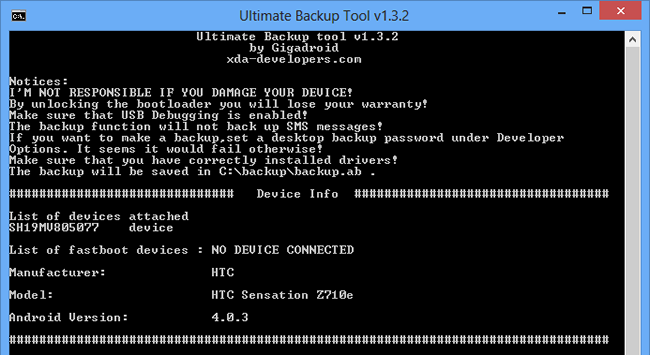 Ultimate Backup Tool v1.3.2
Ultimate Backup tool v1.3.2
by Gigadroid
xda-developers.com
Notices:
I'M NOT RESPONSIBLE IF YOU DAMAGE YOUR DEVICE!
By unlocking the bootloader you will lose your warranty!
Make sure that USB Debugging is enabled!
The backup function will not back up SMS messages!
If you want to make a backup,set a desktop backup password under Developer
Options. It seems it would fail otherwise!
Make sure that you have correctly installed drivers!
The backup will be saved in C:\backup\backup.ab .
############################## Device Info ##################################
List of devices attached
SH19MV805077 device
List of fastboot devices : NO DEVICE CONNECTED
Manufacturer: HTC
Model: HTC Sensation Z710e
Android Version: 4.0.3
################################################################################